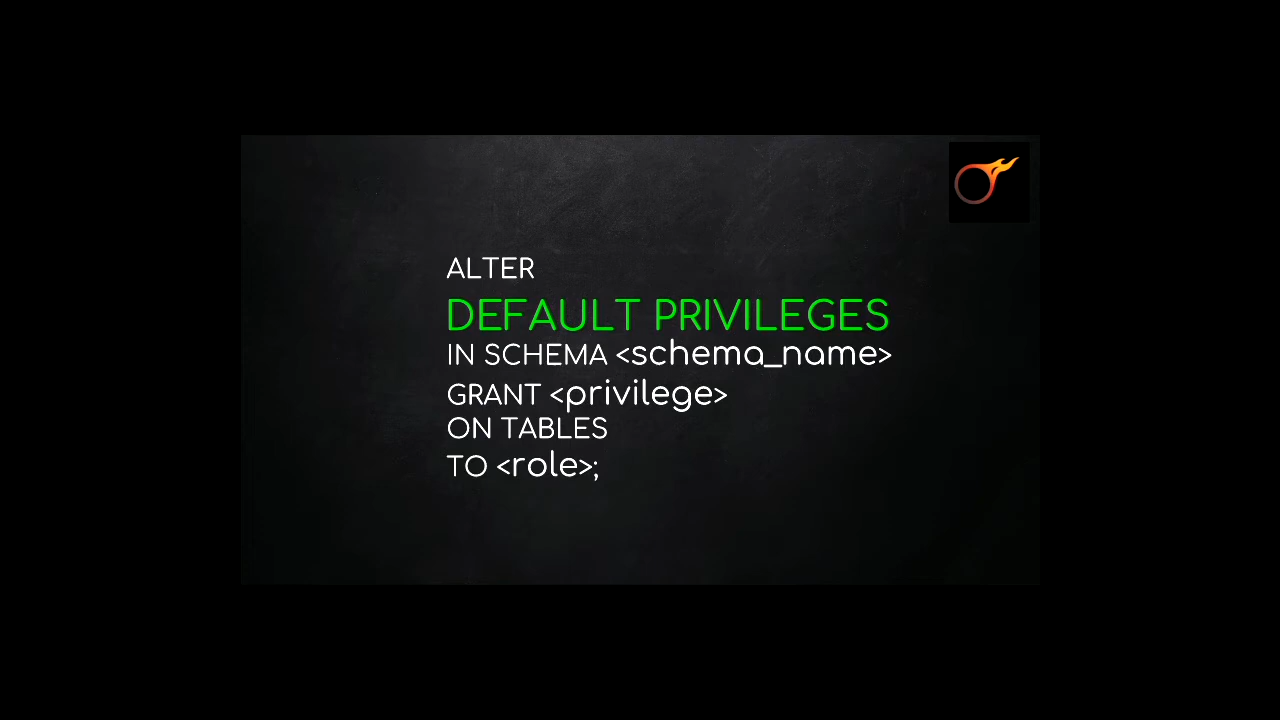 ALTER
DEFAULT PRIVILEGES
IN SCHEMA <schema_name>
GRANT <privilege>
ON TABLES
TO <role>;